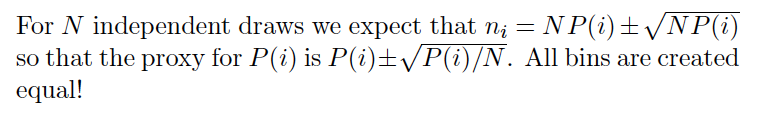 For N independent draws we expect that nᵢ = NP(i) ± √NP(i)
so that the proxy for P(i) is P(i)±√P(i)/N. All bins are created
equal!